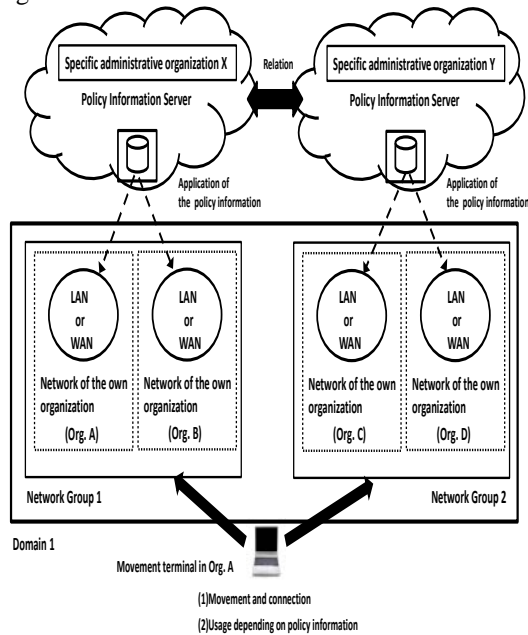 Specific administrative organization X
Policy Information Server
Relation
Specific administrative organization Y
Policy Information Server
Application of
the policy information
Application of
the policy information
LAN
or
WAN
Network of the own
organization
(Org. A)
LAN
or
WAN
Network of the own
organization
(Org. B)
Network Group 1
LAN
or
WAN
Network of the own
organization
(Org. C)
LAN
or
WAN
Network of the own
organization
(Org. D)
Network Group 2
Domain 1
Movement terminal in Org. A
(1)Movement and connection
(2)Usage depending on policy information